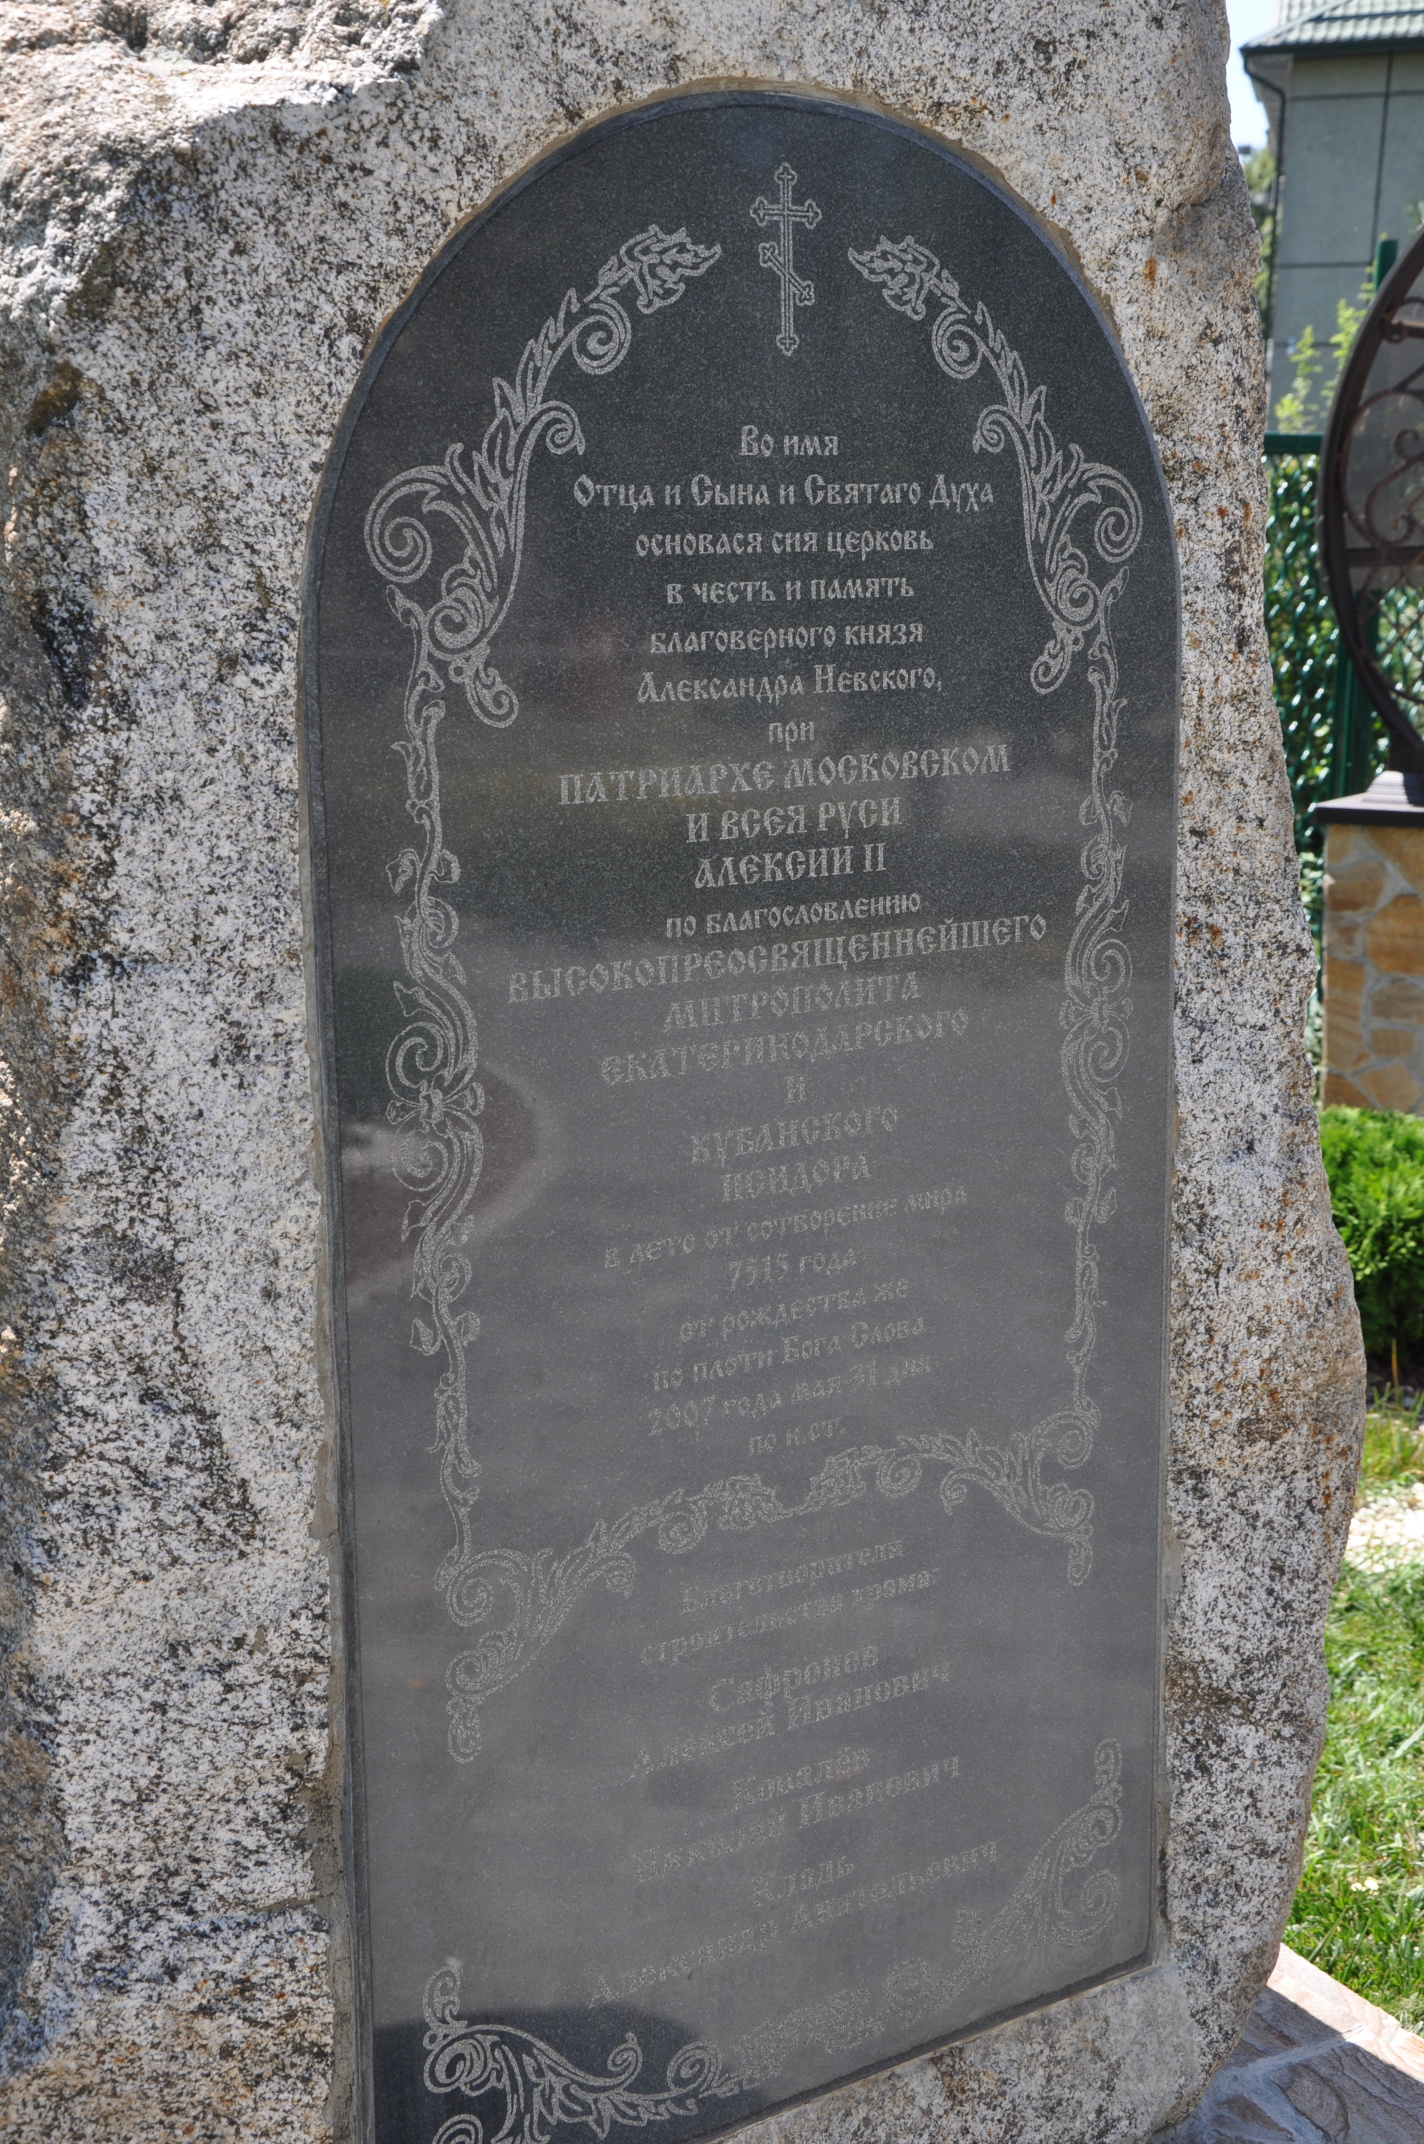 Во имя
Отца и Сына и Святаго Духа
основася сия церковь
в честь и память
благоверного князя
Александра Невского,
при
ПАТРИАРХЕ МОСКОВСКОМ
И ВСЕЯ РУСИ
АЛЕКСИИ II
по благословлению
ВЫСОКОПРЕОСВЯЩЕННЕЙШЕГО
МИТРОПОЛИТА
ЕКАТЕРИНОДАРСКОГО
И
КУБАНСКОГО
ИСИДОРА
в лето от сотворение мира
7515 года
от рождества же
по плоти Бога Слова
2007 года мая 31 дня
по н.ст.
Благотворители
строительства храма:
Сафронов
Алексей Иванович
Ковалёв
Николай Иванович
Кладь
Александр Анатольевич